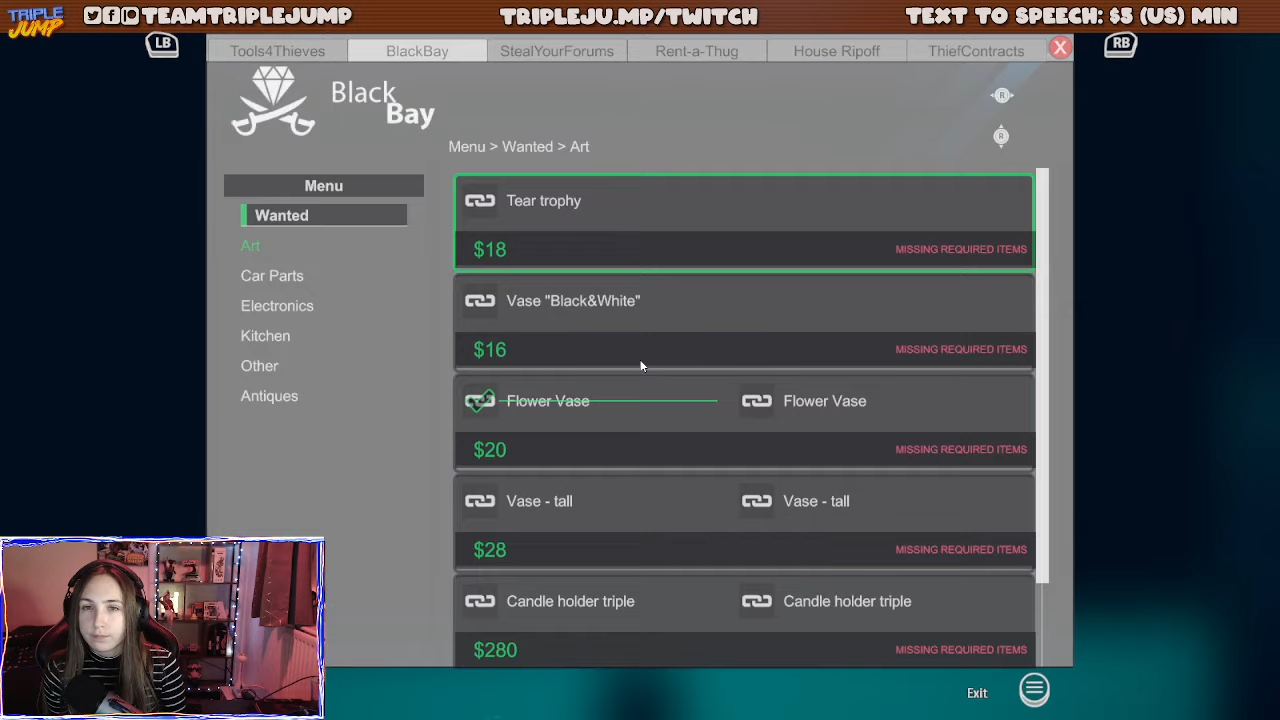 TRIPLE JUMP
@TEAMTRIPLEJUMP
TRIPLEJU.MP/TWITCH
TEXT TO SPEECH: $5 (US) MIN
LB
Tools4Thieves
BlackBay
StealYourForums
Rent-a-Thug
House Ripoff
ThiefContracts
X
RB
Black
Bay
R
R
Menu > Wanted > Art
Menu
Wanted
Art
Car Parts
Electronics
Kitchen
Other
Antiques
Tear trophy
$18 MISSING REQUIRED ITEMS
Vase "Black&White"
$16 MISSING REQUIRED ITEMS
Flower Vase Flower Vase
$20 MISSING REQUIRED ITEMS
Vase - tall Vase - tall
$28 MISSING REQUIRED ITEMS
Candle holder triple Candle holder triple
$280 MISSING REQUIRED ITEMS
Exit